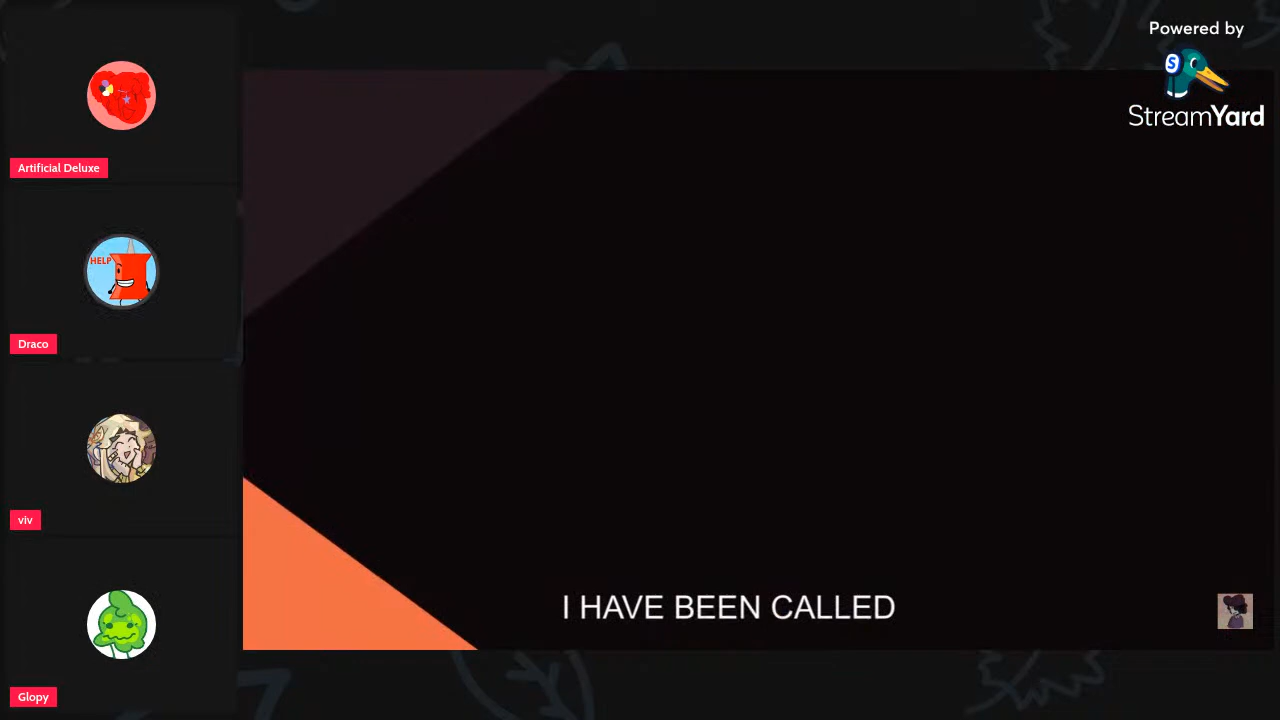 Powered by
S
StreamYard
Artificial Deluxe
HELP
Draco
viv
Glopy
I HAVE BEEN CALLED